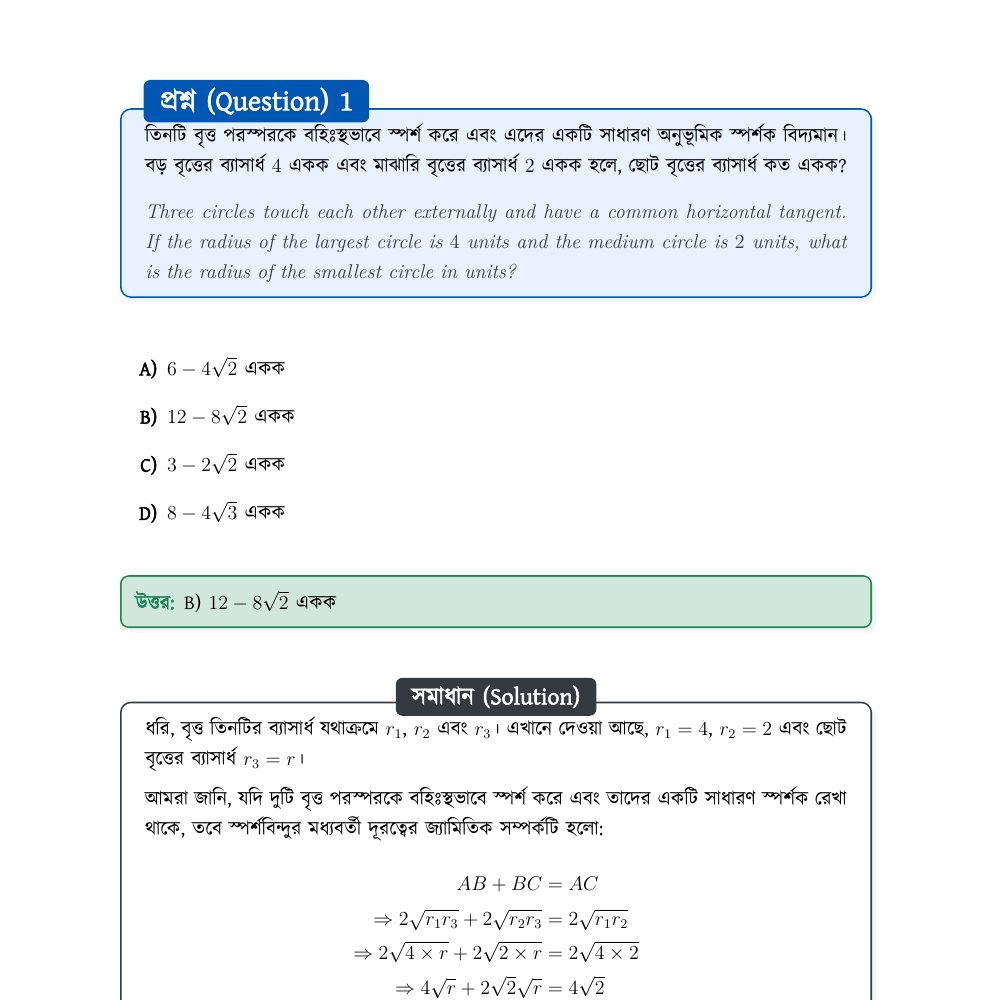 প্রশ্ন (Question) 1
তিনটি বৃত্ত পরস্পরকে বহিঃস্থভাবে স্পর্শ করে এবং এদের একটি সাধারণ অনুভূমিক স্পর্শক বিদ্যমান।
বড় বৃত্তের ব্যাসার্ধ 4 একক এবং মাঝারি বৃত্তের ব্যাসার্ধ 2 একক হলে, ছোট বৃত্তের ব্যাসার্ধ কত একক?
Three circles touch each other externally and have a common horizontal tangent.
If the radius of the largest circle is 4 units and the medium circle is 2 units, what
is the radius of the smallest circle in units?
A) 6 − 4√2 একক
B) 12 − 8√2 একক
C) 3 − 2√2 একক
D) 8 − 4√3 একক
উত্তর: B) 12 − 8√2 একক
সমাধান (Solution)
ধরি, বৃত্ত তিনটির ব্যাসার্ধ যথাক্রমে r₁, r₂ এবং r₃। এখানে দেওয়া আছে, r₁ = 4, r₂ = 2 এবং ছোট
বৃত্তের ব্যাসার্ধ r₃ = r।
আমরা জানি, যদি দুটি বৃত্ত পরস্পরকে বহিঃস্থভাবে স্পর্শ করে এবং তাদের একটি সাধারণ স্পর্শক রেখা
থাকে, তবে স্পর্শবিন্দুর মধ্যবর্তী দূরত্বের জ্যামিতিক সম্পর্কটি হলো:
AB + BC = AC
⇒ 2√(r₁r₃) + 2√(r₂r₃) = 2√(r₁r₂)
⇒ 2√(4 × r) + 2√(2 × r) = 2√(4 × 2)
⇒ 4√r + 2√2√r = 4√2